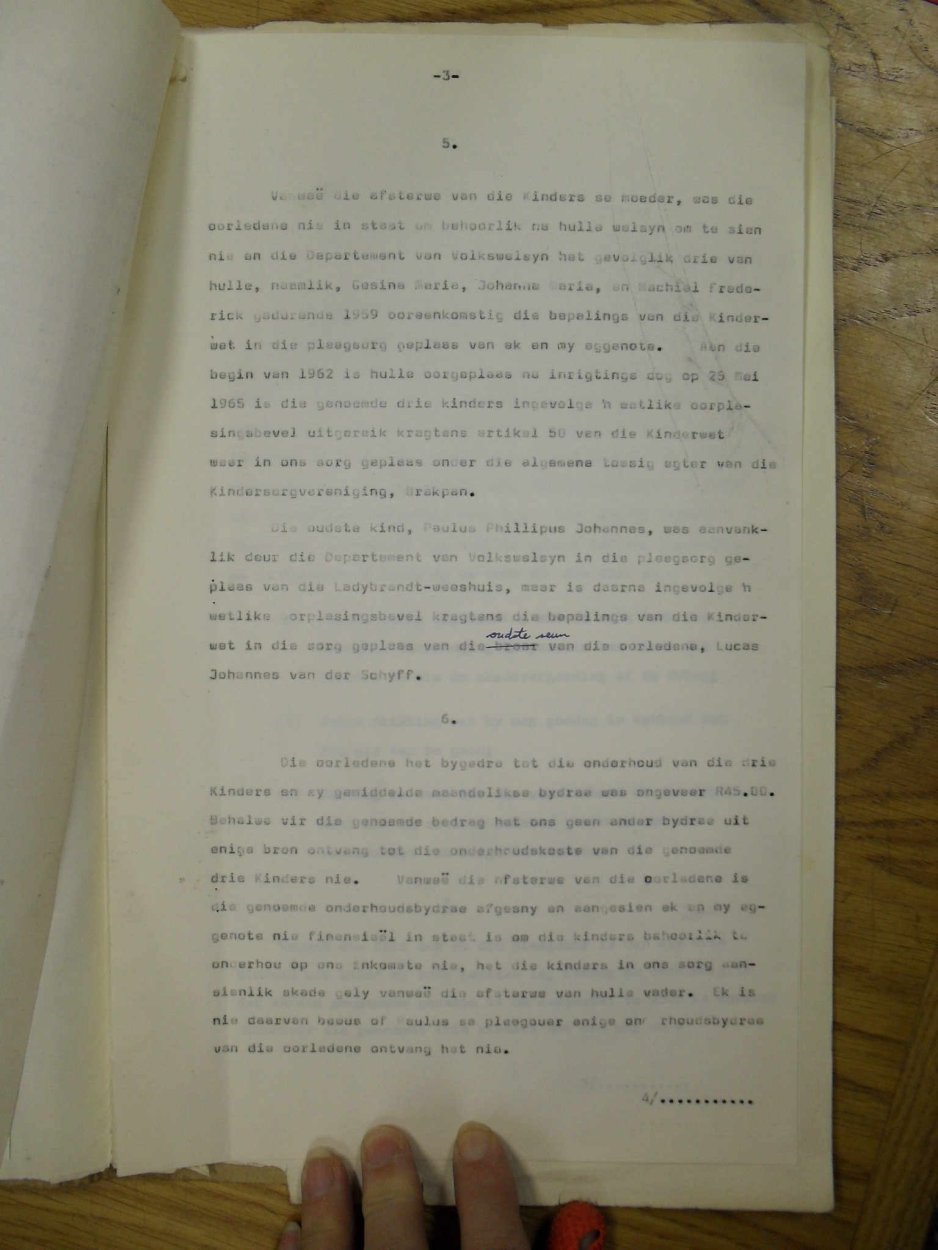 -3-
5.
Vanweë die afsterwe van die Kinders se moeder, was die
oorledene nie in staat om behoorlik na hulle welsyn om te sien
nie en die Departement van Volkswelsyn het gevolglik drie van
hulle, naamlik, Gesina Maria, Johanna Maria, en Machiel Frede-
rick gedurende 1959 ooreenkomstig die bepalings van die Kinder-
wet in die pleegsorg geplaas van ek en my eggenote. Aan die
begin van 1962 is hulle oorgeplaas na inrigtings dog op 25 Mei
1965 is die genoemde drie kinders ingevolge 'n wetlike oorpla-
singsbevel uitgereik kragtens artikel 50 van die Kinderwet
weer in ons sorg geplaas onder die algemene toesig egter van die
Kindersorgvereniging, Brakpan.
Die oudste kind, Paulus Phillipus Johannes, was aanvank-
lik deur die Departement van Volkswelsyn in die pleegsorg ge-
plaas van die Ladybrandt-weeshuis, maar is daarna ingevolge 'n
wetlike oorplasingsbevel kragtens die bepalings van die Kinder-
oudste seun
wet in die sorg geplaas van die broer van die oorledene, Lucas
Johannes van der Schyff.
6.
Die oorledene het bygedra tot die onderhoud van die drie
Kinders en sy gemiddelde maandelikse bydrae was ongeveer R45.00.
Behalwe vir die genoemde bedrag het ons geen ander bydrae uit
enige bron ontvang tot die onderhoudskoste van die genoemde
drie Kinders nie. Vanweë die afsterwe van die oorledene is
die genoemde onderhoudsbydrae afgesny en aangesien ek en my eg-
genote nie finansieël in staat is om die kinders behoorlik te
onderhou op ons inkomste nie, het die kinders in ons sorg aan-
sienlik skade gely vanweë die afsterwe van hulle vader. Ek is
nie daarvan bewus of Paulus se pleegouer enige onderhoudsbydrae
van die oorledene ontvang het nie.
4/...........